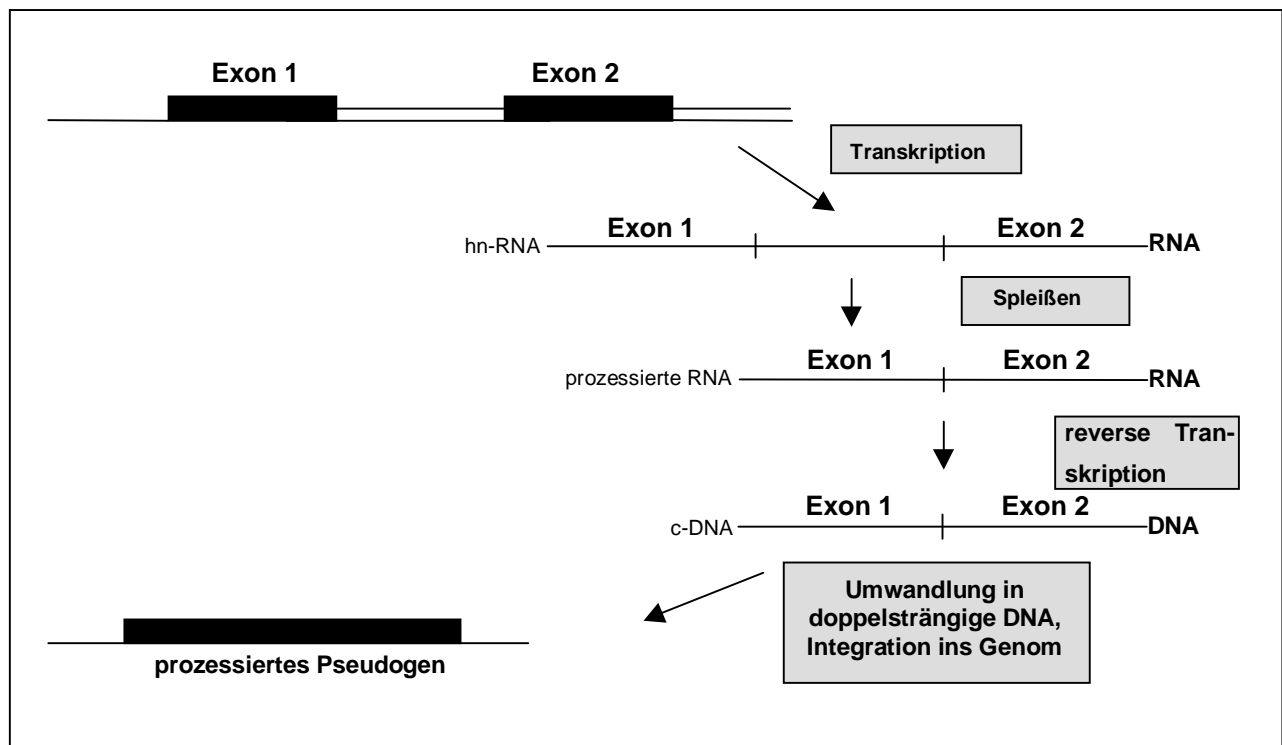 Exon 1 Exon 2
Transkription
hn-RNA Exon 1 Exon 2 RNA
Spleißen
prozessierte RNA Exon 1 Exon 2 RNA
reverse Tran-
skription
c-DNA Exon 1 Exon 2 DNA
Umwandlung in
doppelsträngige DNA,
Integration ins Genom
prozessiertes Pseudogen